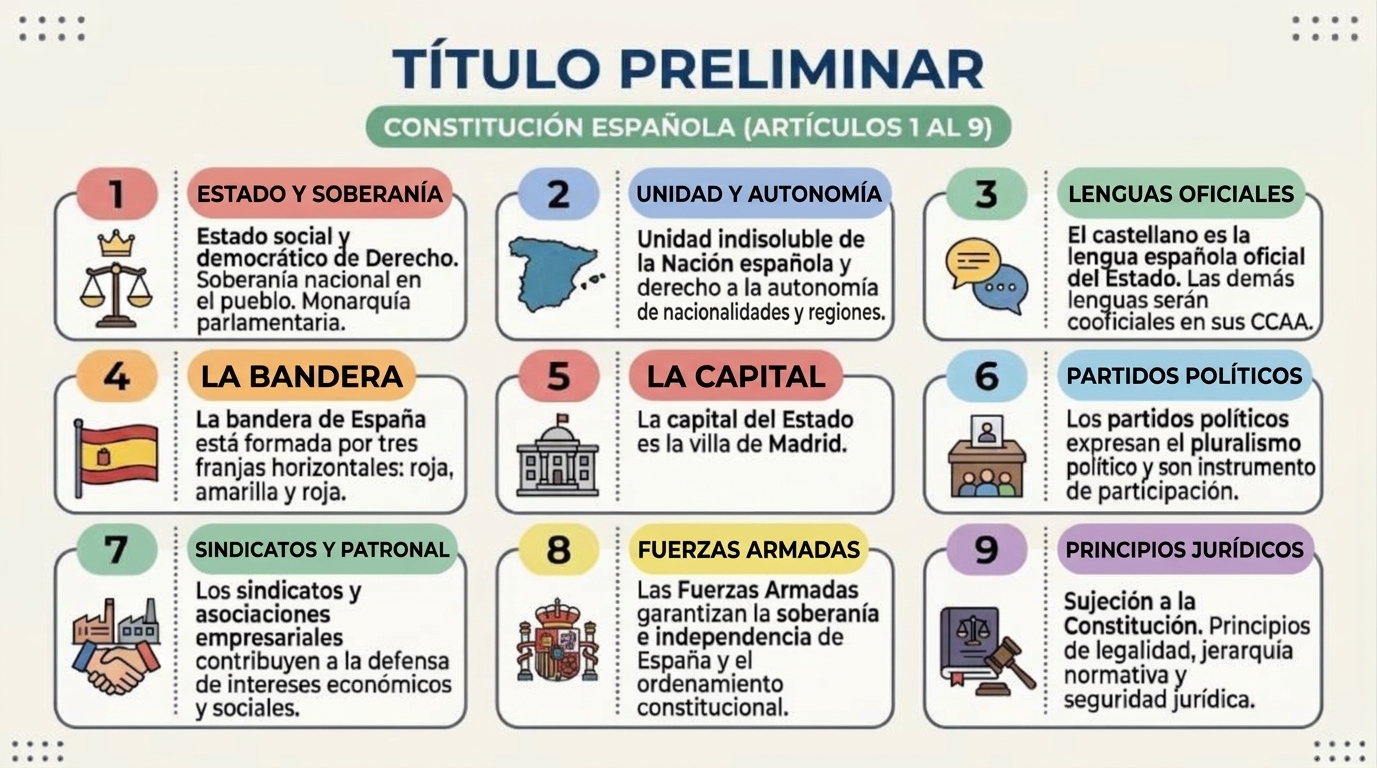 TÍTULO PRELIMINAR
CONSTITUCIÓN ESPAÑOLA (ARTÍCULOS 1 AL 9)
1
ESTADO Y SOBERANÍA
Estado social y
democrático de Derecho.
Soberanía nacional en
el pueblo. Monarquía
parlamentaria.
2
UNIDAD Y AUTONOMÍA
Unidad indisoluble de
la Nación española y
derecho a la autonomía
de nacionalidades y regiones.
3
LENGUAS OFICIALES
El castellano es la
lengua española oficial
del Estado. Las demás
lenguas serán
cooficiales en sus CCAA.
4
LA BANDERA
La bandera de España
está formada por tres
franjas horizontales: roja,
amarilla y roja.
5
LA CAPITAL
La capital del Estado
es la villa de Madrid.
6
PARTIDOS POLÍTICOS
Los partidos políticos
expresan el pluralismo
político y son instrumento
de participación.
7
SINDICATOS Y PATRONAL
Los sindicatos y
asociaciones
empresariales
contribuyen a la defensa
de intereses económicos
y sociales.
8
FUERZAS ARMADAS
Las Fuerzas Armadas
garantizan la soberanía
e independencia de
España y el
ordenamiento
constitucional.
9
PRINCIPIOS JURÍDICOS
Sujeción a la
Constitución. Principios
de legalidad, jerarquía
normativa y
seguridad jurídica.